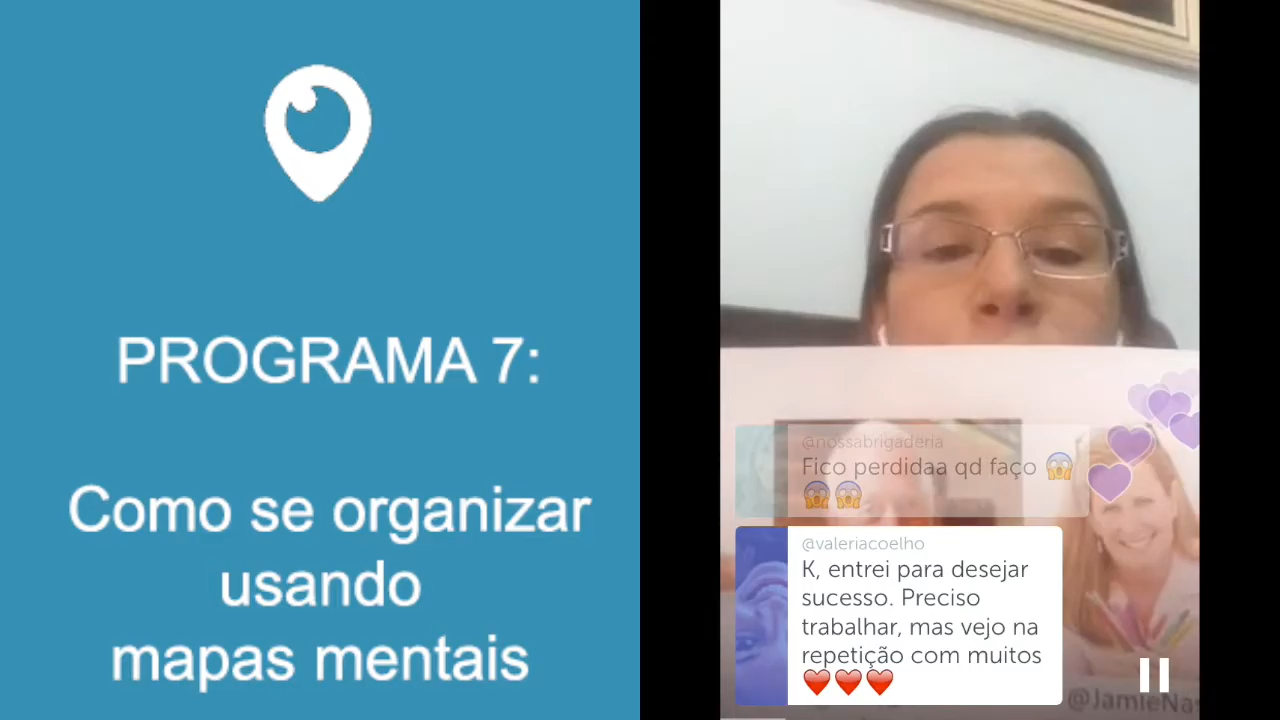 PROGRAMA 7:
Como se organizar
usando
mapas mentais
@nossabrigaderia
Fico perdidaa qd faço 😱
😱😱
@valeriacoelho
K, entrei para desejar
sucesso. Preciso
trabalhar, mas vejo na
repetição com muitos
❤️❤️❤️